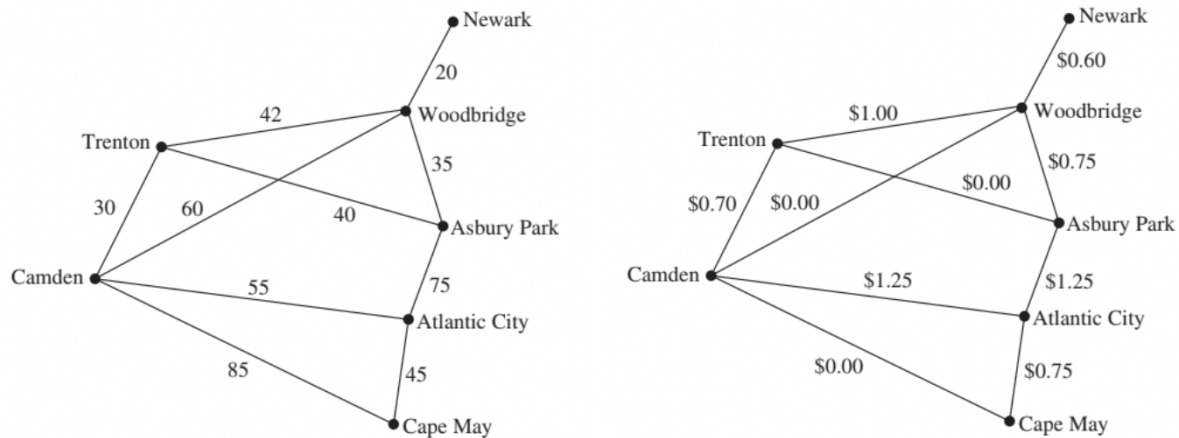 Newark
20
Woodbridge
42
Trenton
35
30
60
40
Asbury Park
Camden
55
75
Atlantic City
85
45
Cape May
Newark
$0.60
Woodbridge
$1.00
Trenton
$0.75
$0.70
$0.00
$0.00
Asbury Park
Camden
$1.25
$1.25
Atlantic City
$0.00
$0.75
Cape May